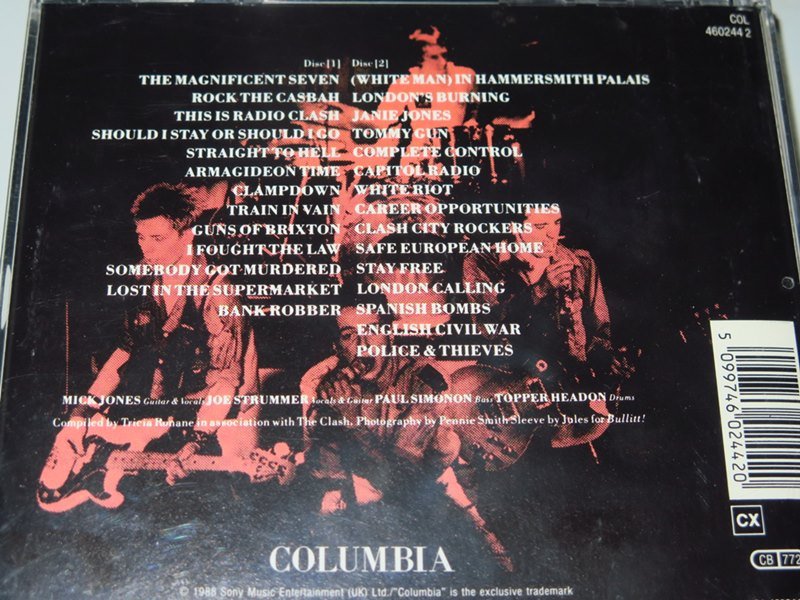 COL
460244 2
Disc [1] Disc [2]
THE MAGNIFICENT SEVEN (WHITE MAN) IN HAMMERSMITH PALAIS
ROCK THE CASBAH LONDON'S BURNING
THIS IS RADIO CLASH JANIE JONES
SHOULD I STAY OR SHOULD I GO TOMMY GUN
STRAIGHT TO HELL COMPLETE CONTROL
ARMAGIDEON TIME CAPITOL RADIO
CLAMPDOWN WHITE RIOT
TRAIN IN VAIN CAREER OPPORTUNITIES
GUNS OF BRIXTON CLASH CITY ROCKERS
I FOUGHT THE LAW SAFE EUROPEAN HOME
SOMEBODY GOT MURDERED STAY FREE
LOST IN THE SUPERMARKET LONDON CALLING
BANK ROBBER SPANISH BOMBS
ENGLISH CIVIL WAR
POLICE & THIEVES
MICK JONES Guitar & Vocals JOE STRUMMER Vocals & Guitar PAUL SIMONON Bass TOPPER HEADON Drums
Compiled by Tricia Ronane in association with The Clash. Photography by Pennie Smith Sleeve by Jules for Bullitt!
5 099746 024420
CX
CB 772
COLUMBIA
© 1988 Sony Music Entertainment (UK) Ltd./"Columbia" is the exclusive trademark